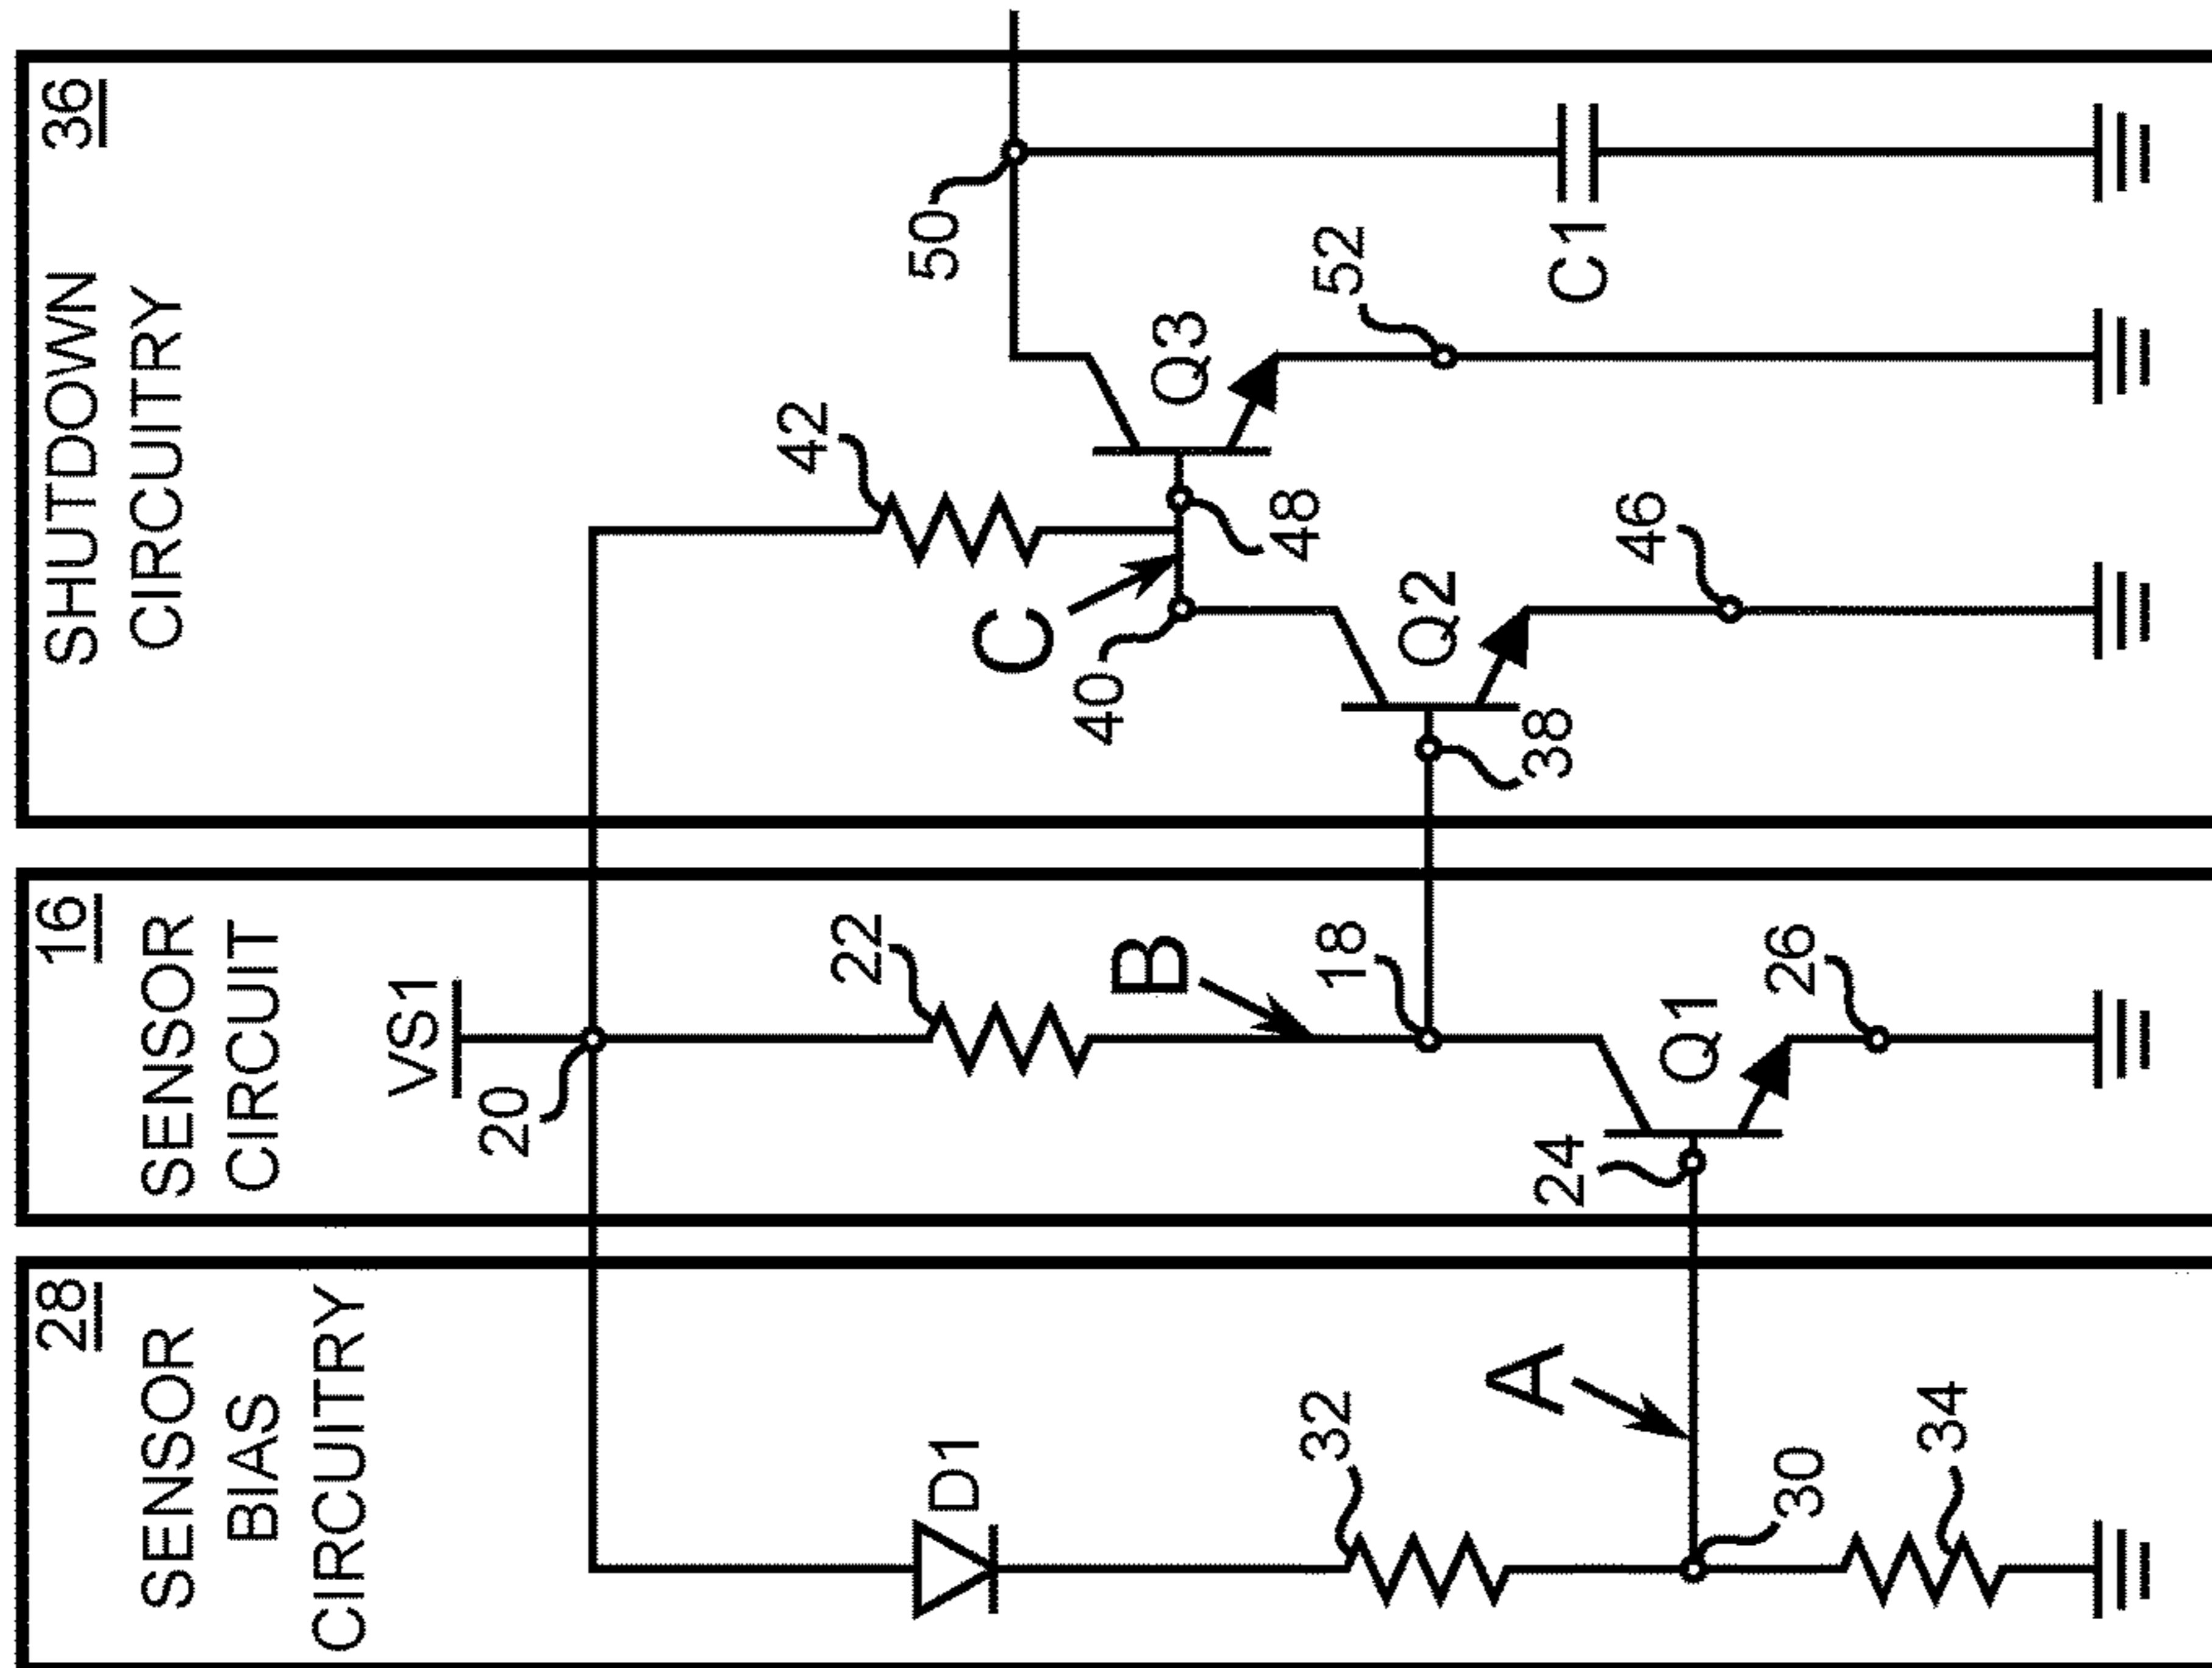 28
SENSOR
BIAS
CIRCUITRY
D1
32
A
30
34
16
SENSOR
CIRCUIT
VS1
20
22
B
18
24
Q1
26
36
SHUTDOWN
CIRCUITRY
42
50
C
40
48
Q3
52
C1
38
Q2
46